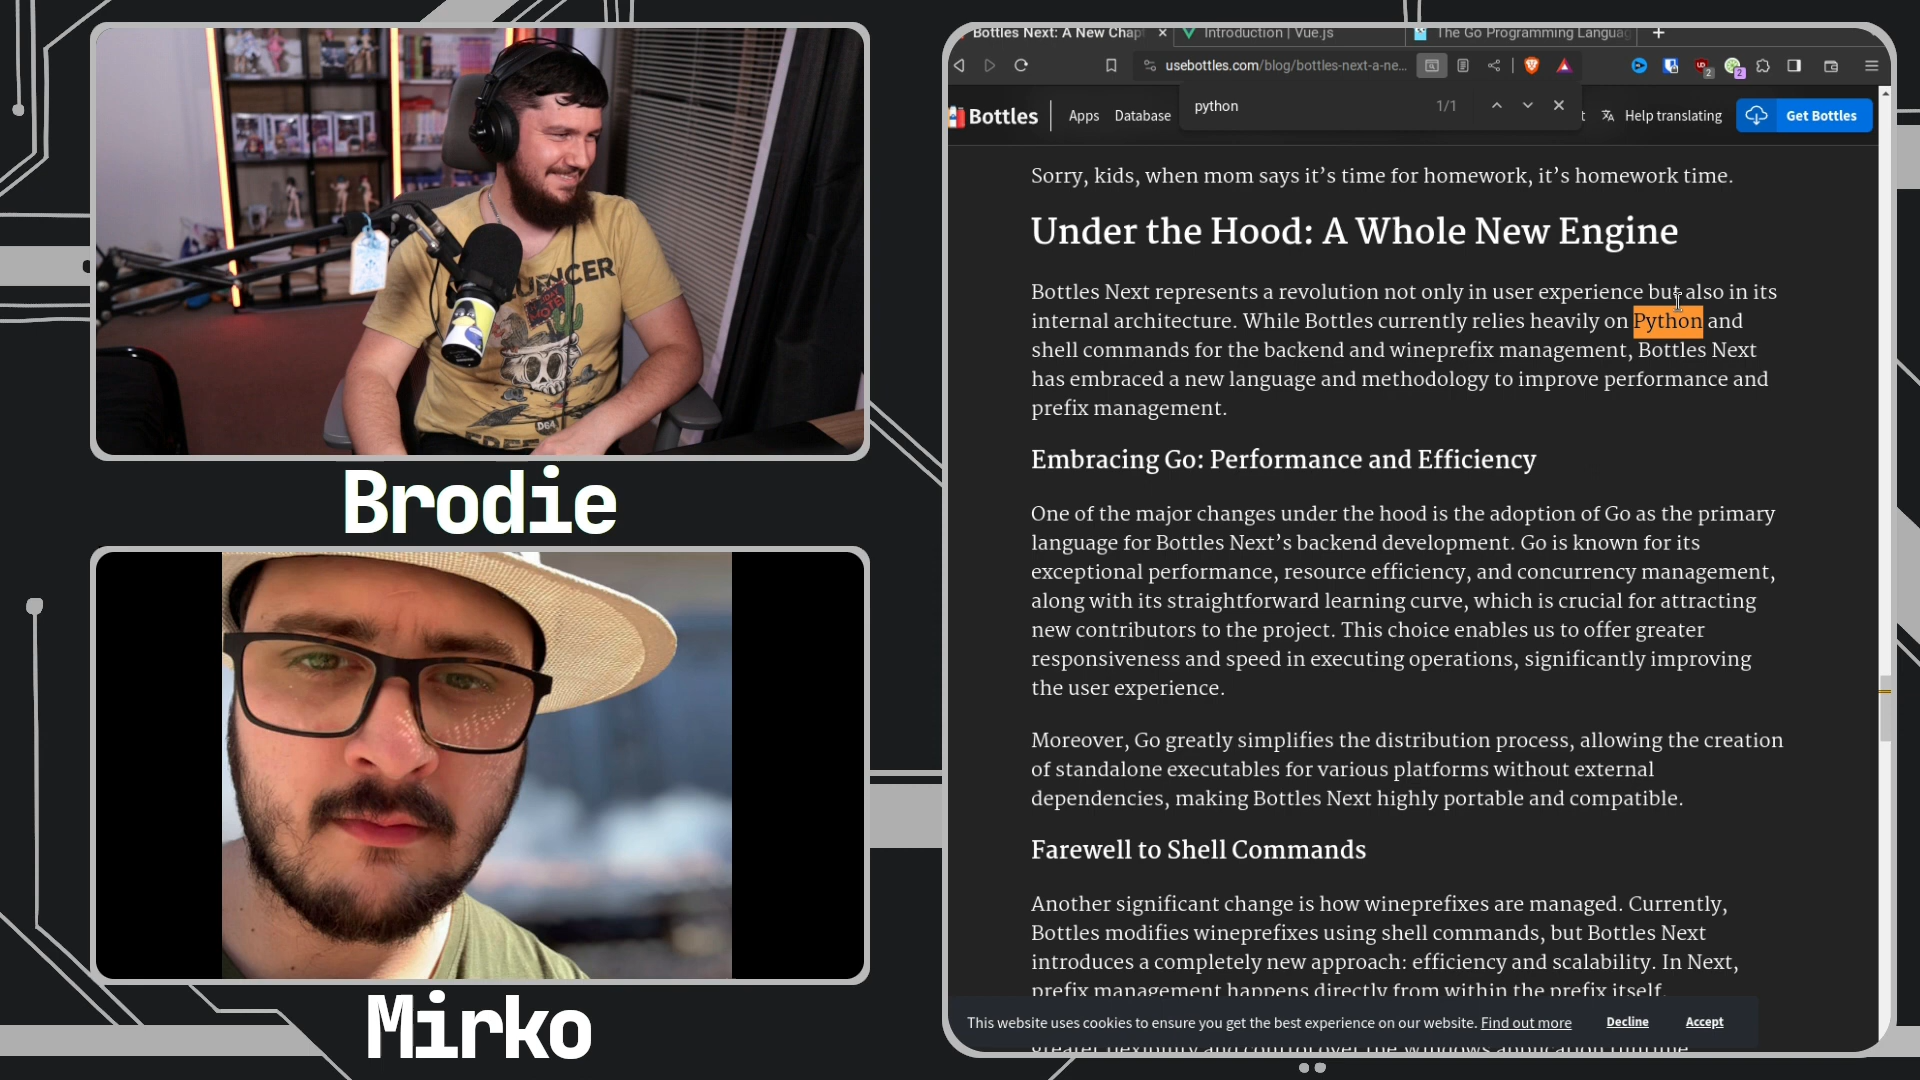 Brodie
Mirko
Bottles Next: A New Chap
Introduction | Vue.js
The Go Programming Languag
usebottles.com/blog/bottles-next-a-ne...
2
2
python
1/1
Bottles
Apps
Database
Help translating
Get Bottles
Sorry, kids, when mom says it’s time for homework, it’s homework time.
Under the Hood: A Whole New Engine
Bottles Next represents a revolution not only in user experience but also in its
internal architecture. While Bottles currently relies heavily on Python and
shell commands for the backend and wineprefix management, Bottles Next
has embraced a new language and methodology to improve performance and
prefix management.
Embracing Go: Performance and Efficiency
One of the major changes under the hood is the adoption of Go as the primary
language for Bottles Next’s backend development. Go is known for its
exceptional performance, resource efficiency, and concurrency management,
along with its straightforward learning curve, which is crucial for attracting
new contributors to the project. This choice enables us to offer greater
responsiveness and speed in executing operations, significantly improving
the user experience.
Moreover, Go greatly simplifies the distribution process, allowing the creation
of standalone executables for various platforms without external
dependencies, making Bottles Next highly portable and compatible.
Farewell to Shell Commands
Another significant change is how wineprefixes are managed. Currently,
Bottles modifies wineprefixes using shell commands, but Bottles Next
introduces a completely new approach: efficiency and scalability. In Next,
prefix management happens directly from within the prefix itself.
This website uses cookies to ensure you get the best experience on our website. Find out more
Decline
Accept